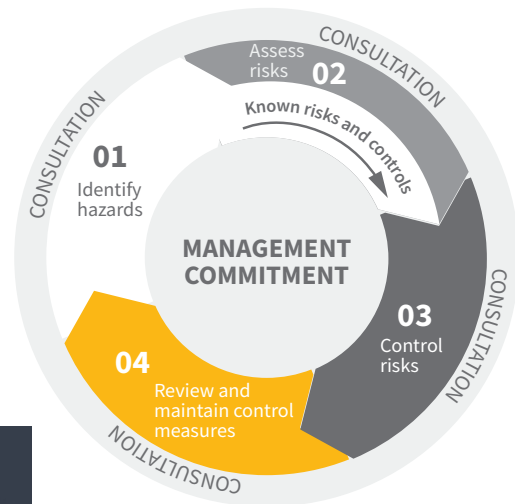 CONSULTATION
CONSULTATION
Assess
risks
02
Known risks and controls
01
Identify
hazards
MANAGEMENT
COMMITMENT
03
Control
risks
CONSULTATION
04
Review and
maintain control
measures
CONSULTATION